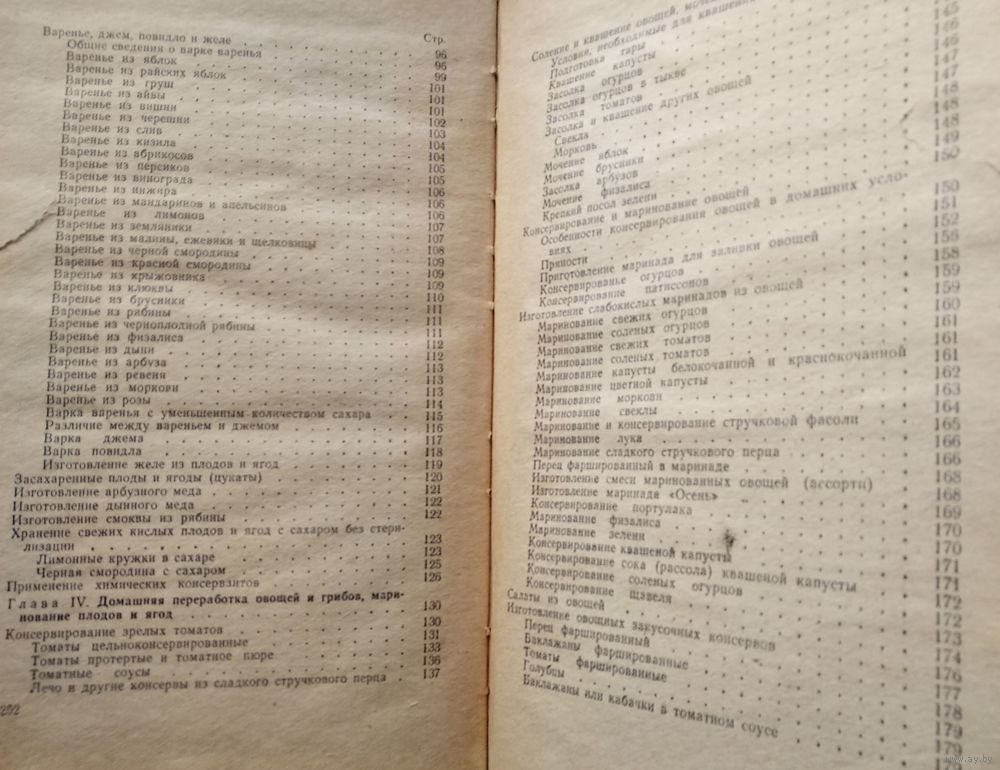 Стр.
Варенье, джем, повидло и желе 96
Общие сведения о варке варенья 96
Варенье из яблок 99
Варенье из райских яблок 101
Варенье из груш 101
Варенье из айвы 101
Варенье из вишни 102
Варенье из черешни 103
Варенье из слив 104
Варенье из кизила 104
Варенье из абрикосов 105
Варенье из персиков 105
Варенье из винограда 106
Варенье из инжира 106
Варенье из мандаринов и апельсинов 106
Варенье из лимонов 107
Варенье из земляники 107
Варенье из малины, ежевики и шелковицы 108
Варенье из черной смородины 109
Варенье из красной смородины 109
Варенье из крыжовника 109
Варенье из клюквы 110
Варенье из брусники 111
Варенье из рябины 111
Варенье из черноплодной рябины 111
Варенье из физалиса 112
Варенье из дыни 112
Варенье из арбуза 113
Варенье из ревеня 113
Варенье из моркови 113
Варенье из розы 114
Варка варенья с уменьшенным количеством сахара 115
Различие между вареньем и джемом 116
Варка джема 117
Варка повидла 118
Изготовление желе из плодов и ягод 119
Засахаренные плоды и ягоды (цукаты) 120
Изготовление арбузного меда 121
Изготовление дынного меда 122
Изготовление смоквы из рябины 122
Хранение свежих кислых плодов и ягод с сахаром без стери-
лизации 123
Лимонные кружки в сахаре 123
Черная смородина с сахаром 125
Применение химических консервантов 126
Глава IV. Домашняя переработка овощей и грибов, мари-
нование плодов и ягод 130
Консервирование зрелых томатов 130
Томаты цельноконсервированные 131
Томаты протертые и томатное пюре 133
Томатные соусы 136
Лечо и другие консервы из сладкого стручкового перца 137
252
Соление и квашение овощей,
Условия, необходимые для квашения 145
Подготовка тары 146
Квашение капусты 146
Засолка огурцов 147
Засолка огурцов в тыкве 147
Засолка томатов 148
Засолка и квашение других овощей 148
Свекла
Морковь
Мочение яблок
Мочение брусники
Засолка арбузов
Мочение физалиса 149
Крепкий посол зелени 150
Консервирование и маринование овощей
Особенности консервирования овощей в домашних усло-
виях 150
Пряности 151
Приготовление маринада для заливки овощей 152
Консервирование огурцов 156
Консервирование патиссонов 158
Изготовление слабокислых маринадов из овощей 159
Маринование свежих огурцов 159
Маринование соленых огурцов 160
Маринование свежих томатов 161
Маринование соленых томатов 161
Маринование капусты белокочанной и краснокочанной 161
Маринование цветной капусты 162
Маринование моркови 163
Маринование свеклы 164
Маринование и консервирование стручковой фасоли 165
Маринование лука 166
Маринование сладкого стручкового перца 166
Перец фаршированный в маринаде 168
Изготовление смеси маринованных овощей (ассорти) 168
Изготовление маринада «Осень» 169
Консервирование портулака 170
Маринование физалиса 170
Маринование зелени 171
Консервирование квашеной капусты 171
Консервирование сока (рассола) квашеной капусты 172
Консервирование соленых огурцов 172
Консервирование щавеля 173
Салаты из овощей 174
Изготовление овощных закусочных консервов 176
Перец фаршированный 177
Баклажаны фаршированные 178
Томаты фаршированные 179
Голубцы 179
Баклажаны или кабачки в томатном соусе
www.ay.by